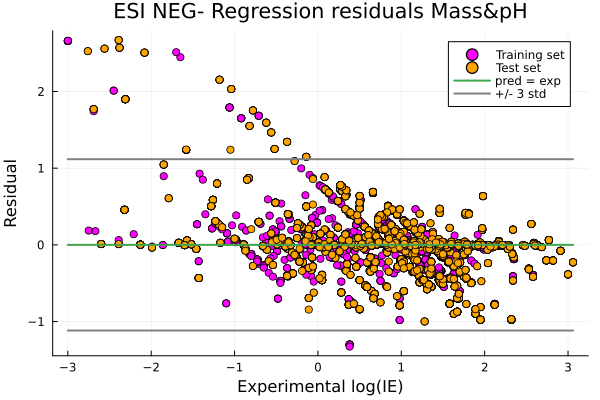 ESI NEG- Regression residuals Mass&pH
Training set
Test set
pred = exp
+/- 3 std
Residual
2
1
0
−1
−3
−2
−1
0
1
2
3
Experimental log(IE)